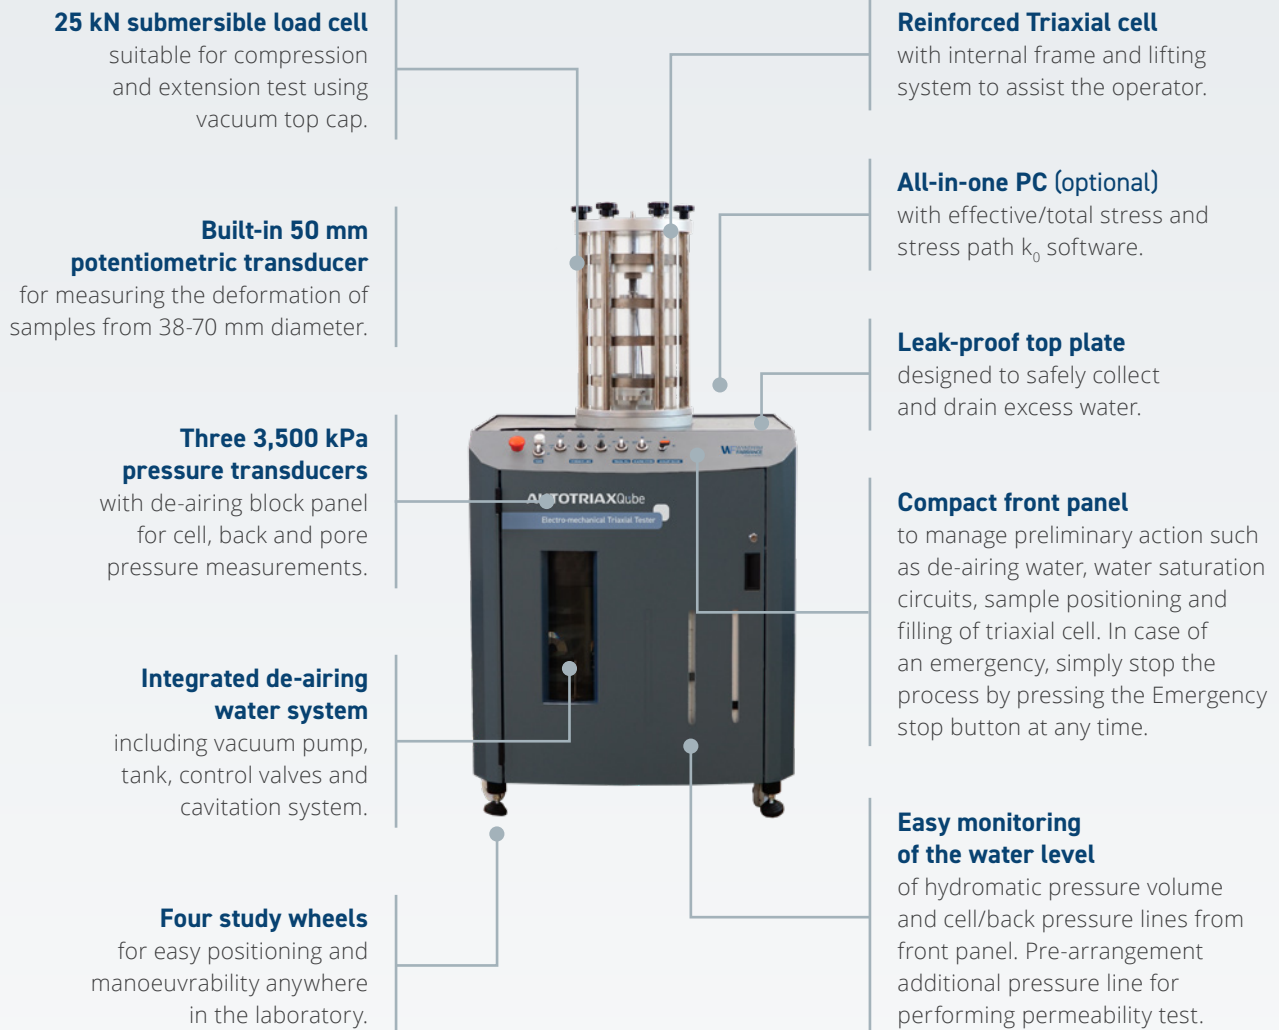 25 kN submersible load cell
suitable for compression
and extension test using
vacuum top cap.
Built-in 50 mm
potentiometric transducer
for measuring the deformation of
samples from 38-70 mm diameter.
Three 3,500 kPa
pressure transducers
with de-airing block panel
for cell, back and pore
pressure measurements.
Integrated de-airing
water system
including vacuum pump,
tank, control valves and
cavitation system.
Four study wheels
for easy positioning and
manoeuvrability anywhere
in the laboratory.
AUTOTRIAXQube
Electro-mechanical Triaxial Tester
Reinforced Triaxial cell
with internal frame and lifting
system to assist the operator.
All-in-one PC (optional)
with effective/total stress and
stress path k₀ software.
Leak-proof top plate
designed to safely collect
and drain excess water.
Compact front panel
to manage preliminary action such
as de-airing water, water saturation
circuits, sample positioning and
filling of triaxial cell. In case of
an emergency, simply stop the
process by pressing the Emergency
stop button at any time.
Easy monitoring
of the water level
of hydromatic pressure volume
and cell/back pressure lines from
front panel. Pre-arrangement
additional pressure line for
performing permeability test.